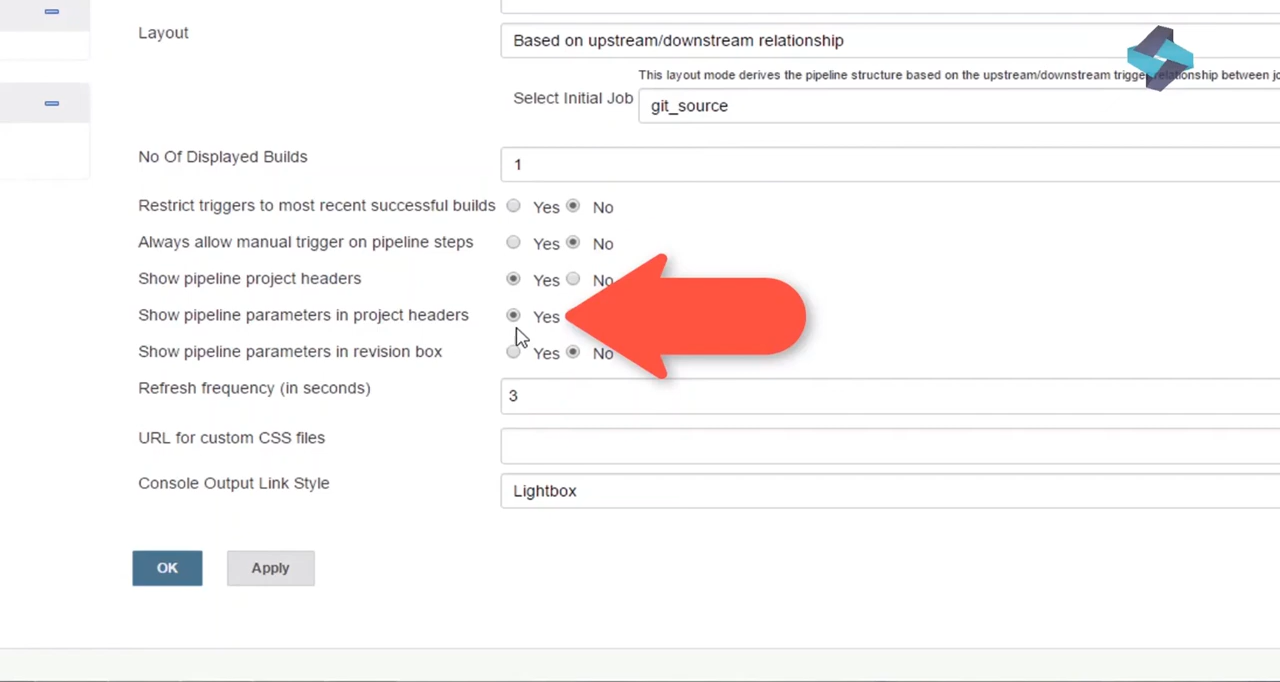 Layout
Based on upstream/downstream relationship
This layout mode derives the pipeline structure based on the upstream/downstream trigger relationship between
Select Initial Job
git_source
No Of Displayed Builds
1
Restrict triggers to most recent successful builds Yes No
Always allow manual trigger on pipeline steps Yes No
Show pipeline project headers Yes No
Show pipeline parameters in project headers Yes
Show pipeline parameters in revision box Yes No
Refresh frequency (in seconds)
3
URL for custom CSS files
Console Output Link Style
Lightbox
OK Apply